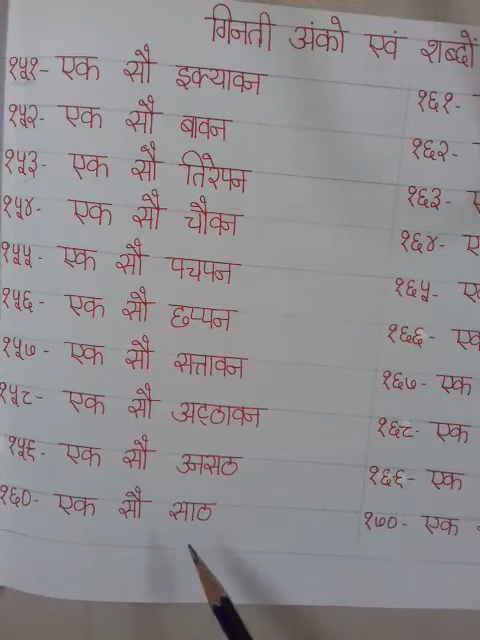 गिनती अंको एवं शब्दों
१५१- एक सौ इक्यावन
१५२- एक सौ बावन
१५३- एक सौ तिरेपन
१५४- एक सौ चौवन
१५५- एक सौ पचपन
१५६- एक सौ छप्पन
१५७- एक सौ सत्तावन
१५८- एक सौ अट्ठावन
१५९- एक सौ उनसठ
१६०- एक सौ साठ
१६१-
१६२-
१६३-
१६४-
१६५-
१६६- एक
१६७- एक
१६८- एक
१६९- एक
१७०- एक